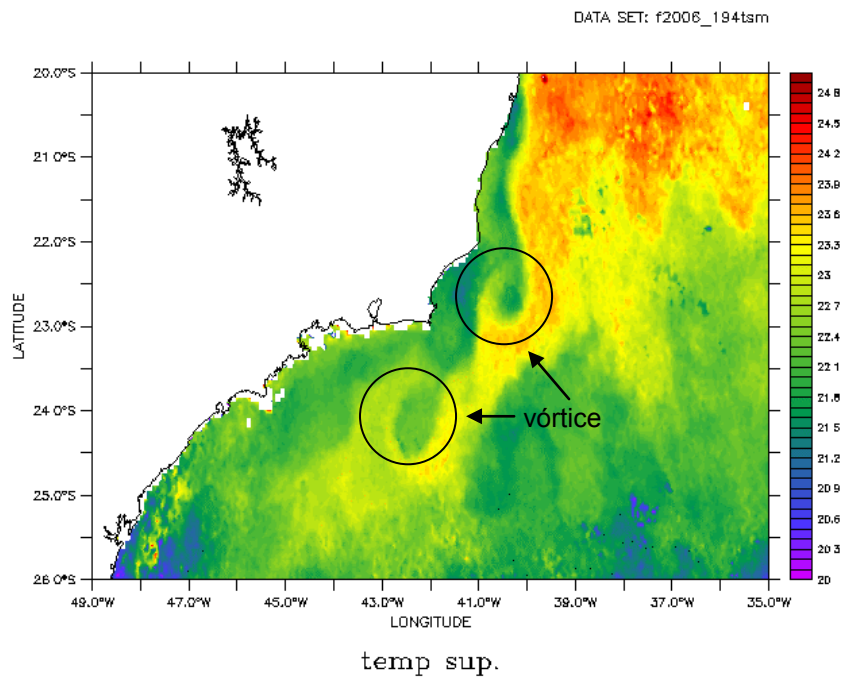 DATA SET: f2006_194tsm
20.0°S
21.0°S
22.0°S
23.0°S
24.0°S
25.0°S
26.0°S
LATITUDE
49.0°W 47.0°W 45.0°W 43.0°W 41.0°W 39.0°W 37.0°W 35.0°W
LONGITUDE
vórtice
24.8
24.5
24.2
23.9
23.6
23.3
23
22.7
22.4
22.1
21.8
21.5
21.2
20.9
20.6
20.3
20
temp sup.